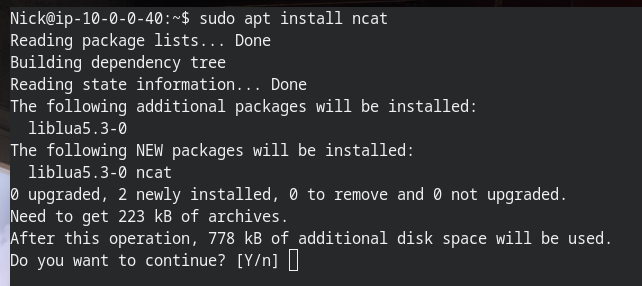 Nick@ip-10-0-0-40:~$ sudo apt install ncat
Reading package lists... Done
Building dependency tree
Reading state information... Done
The following additional packages will be installed:
  liblua5.3-0
The following NEW packages will be installed:
  liblua5.3-0 ncat
0 upgraded, 2 newly installed, 0 to remove and 0 not upgraded.
Need to get 223 kB of archives.
After this operation, 778 kB of additional disk space will be used.
Do you want to continue? [Y/n]